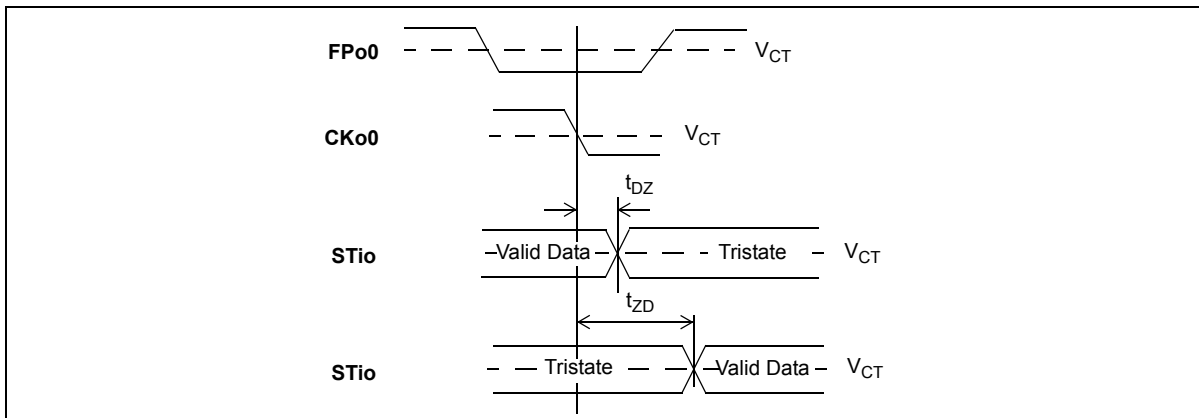 FPo0 V_CT
CKo0 V_CT
t_DZ
STio Valid Data Tristate V_CT
t_ZD
STio Tristate Valid Data V_CT